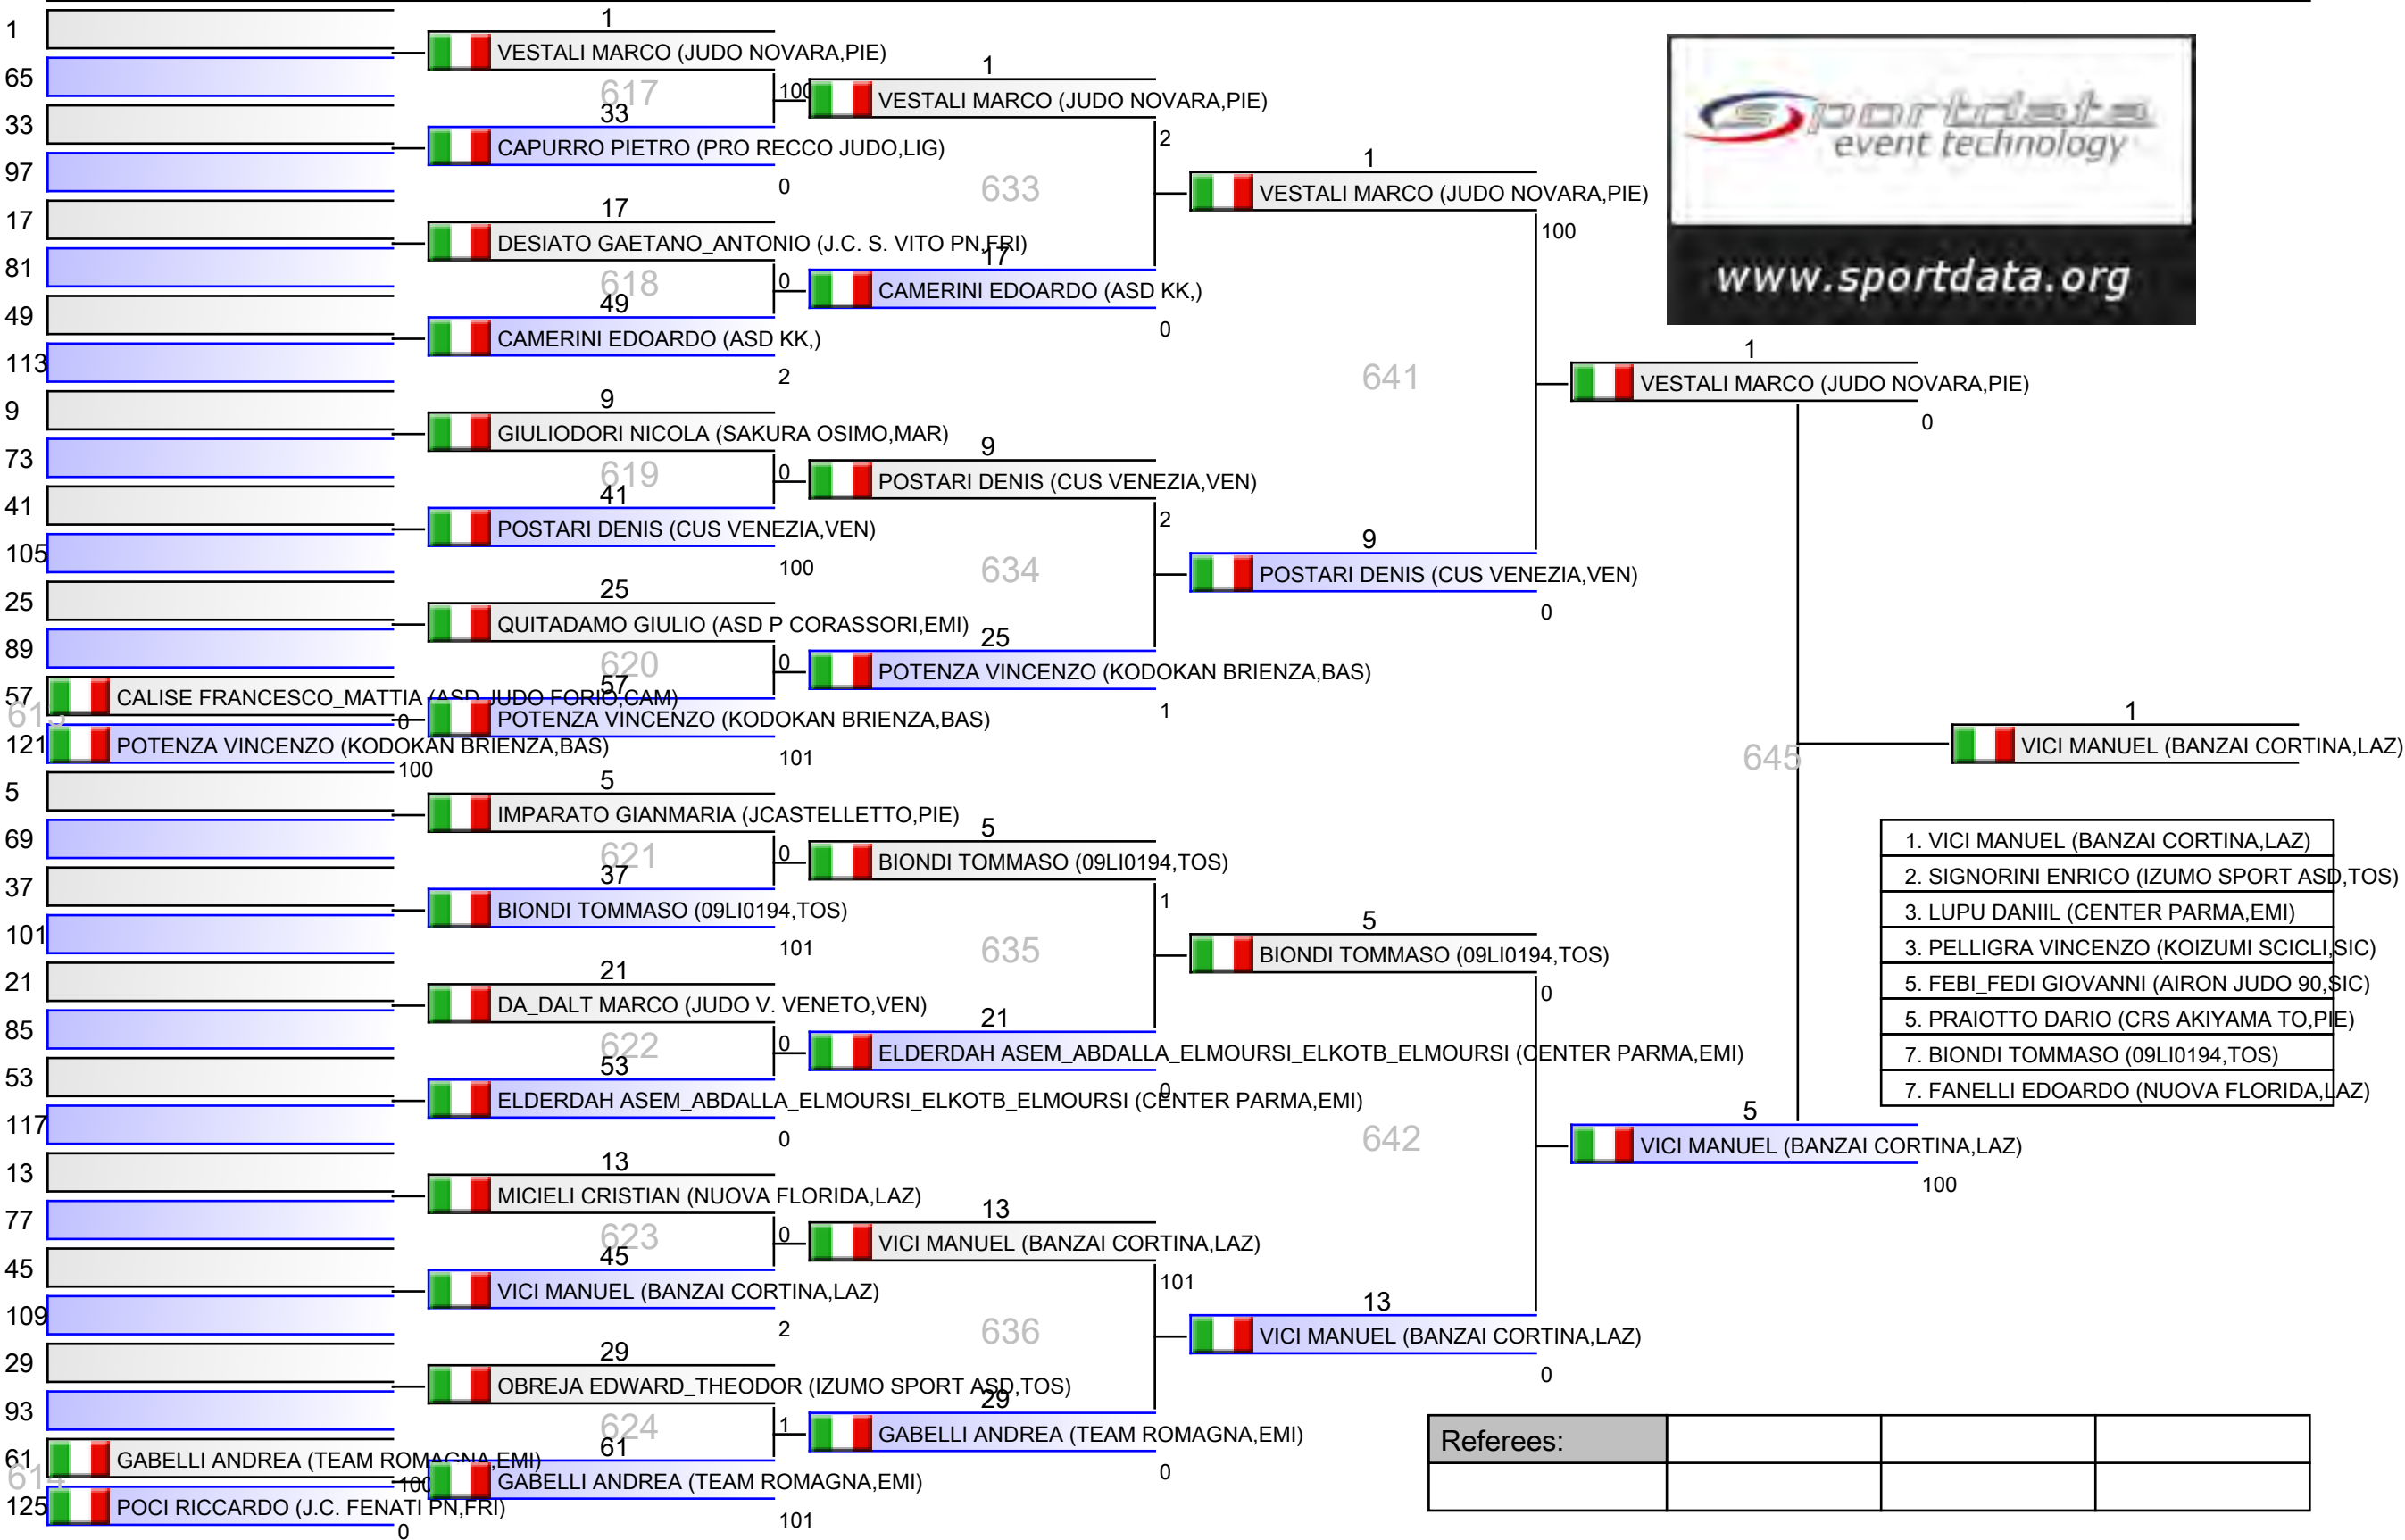 1
65
33
97
17
81
49
113
9
73
41
105
25
89
57
CALISE FRANCESCO_MATTIA (ASD JUDO FORIO,CAM)
0
121
POTENZA VINCENZO (KODOKAN BRIENZA,BAS)
100
5
69
37
101
21
85
53
117
13
77
45
109
29
93
61
GABELLI ANDREA (TEAM ROMAGNA,EMI)
100
125
POCI RICCARDO (J.C. FENATI PN,FRI)
0
1
VESTALI MARCO (JUDO NOVARA,PIE)
100
617
33
CAPURRO PIETRO (PRO RECCO JUDO,LIG)
0
17
DESIATO GAETANO_ANTONIO (J.C. S. VITO PN,FRI)
0
618
49
CAMERINI EDOARDO (ASD KK,)
2
9
GIULIODORI NICOLA (SAKURA OSIMO,MAR)
0
619
41
POSTARI DENIS (CUS VENEZIA,VEN)
100
25
QUITADAMO GIULIO (ASD P CORASSORI,EMI)
0
620
57
POTENZA VINCENZO (KODOKAN BRIENZA,BAS)
101
5
IMPARATO GIANMARIA (JCASTELLETTO,PIE)
0
621
37
BIONDI TOMMASO (09LI0194,TOS)
101
21
DA_DALT MARCO (JUDO V. VENETO,VEN)
0
622
53
ELDERDAH ASEM_ABDALLA_ELMOURSI_ELKOTB_ELMOURSI (CENTER PARMA,EMI)
0
13
MICIELI CRISTIAN (NUOVA FLORIDA,LAZ)
0
623
45
VICI MANUEL (BANZAI CORTINA,LAZ)
2
29
OBREJA EDWARD_THEODOR (IZUMO SPORT ASD,TOS)
1
624
61
GABELLI ANDREA (TEAM ROMAGNA,EMI)
101
1
VESTALI MARCO (JUDO NOVARA,PIE)
2
633
17
CAMERINI EDOARDO (ASD KK,)
0
9
POSTARI DENIS (CUS VENEZIA,VEN)
2
634
25
POTENZA VINCENZO (KODOKAN BRIENZA,BAS)
1
5
BIONDI TOMMASO (09LI0194,TOS)
1
635
21
ELDERDAH ASEM_ABDALLA_ELMOURSI_ELKOTB_ELMOURSI (CENTER PARMA,EMI)
0
13
VICI MANUEL (BANZAI CORTINA,LAZ)
101
636
29
GABELLI ANDREA (TEAM ROMAGNA,EMI)
0
1
VESTALI MARCO (JUDO NOVARA,PIE)
100
641
9
POSTARI DENIS (CUS VENEZIA,VEN)
0
5
BIONDI TOMMASO (09LI0194,TOS)
0
642
13
VICI MANUEL (BANZAI CORTINA,LAZ)
0
1
VESTALI MARCO (JUDO NOVARA,PIE)
0
645
5
VICI MANUEL (BANZAI CORTINA,LAZ)
100
1
VICI MANUEL (BANZAI CORTINA,LAZ)
sportdata
event technology
www.sportdata.org
1. VICI MANUEL (BANZAI CORTINA,LAZ)
2. SIGNORINI ENRICO (IZUMO SPORT ASD,TOS)
3. LUPU DANIIL (CENTER PARMA,EMI)
3. PELLIGRA VINCENZO (KOIZUMI SCICLI,SIC)
5. FEBI_FEDI GIOVANNI (AIRON JUDO 90,SIC)
5. PRAIOTTO DARIO (CRS AKIYAMA TO,PIE)
7. BIONDI TOMMASO (09LI0194,TOS)
7. FANELLI EDOARDO (NUOVA FLORIDA,LAZ)
Referees: